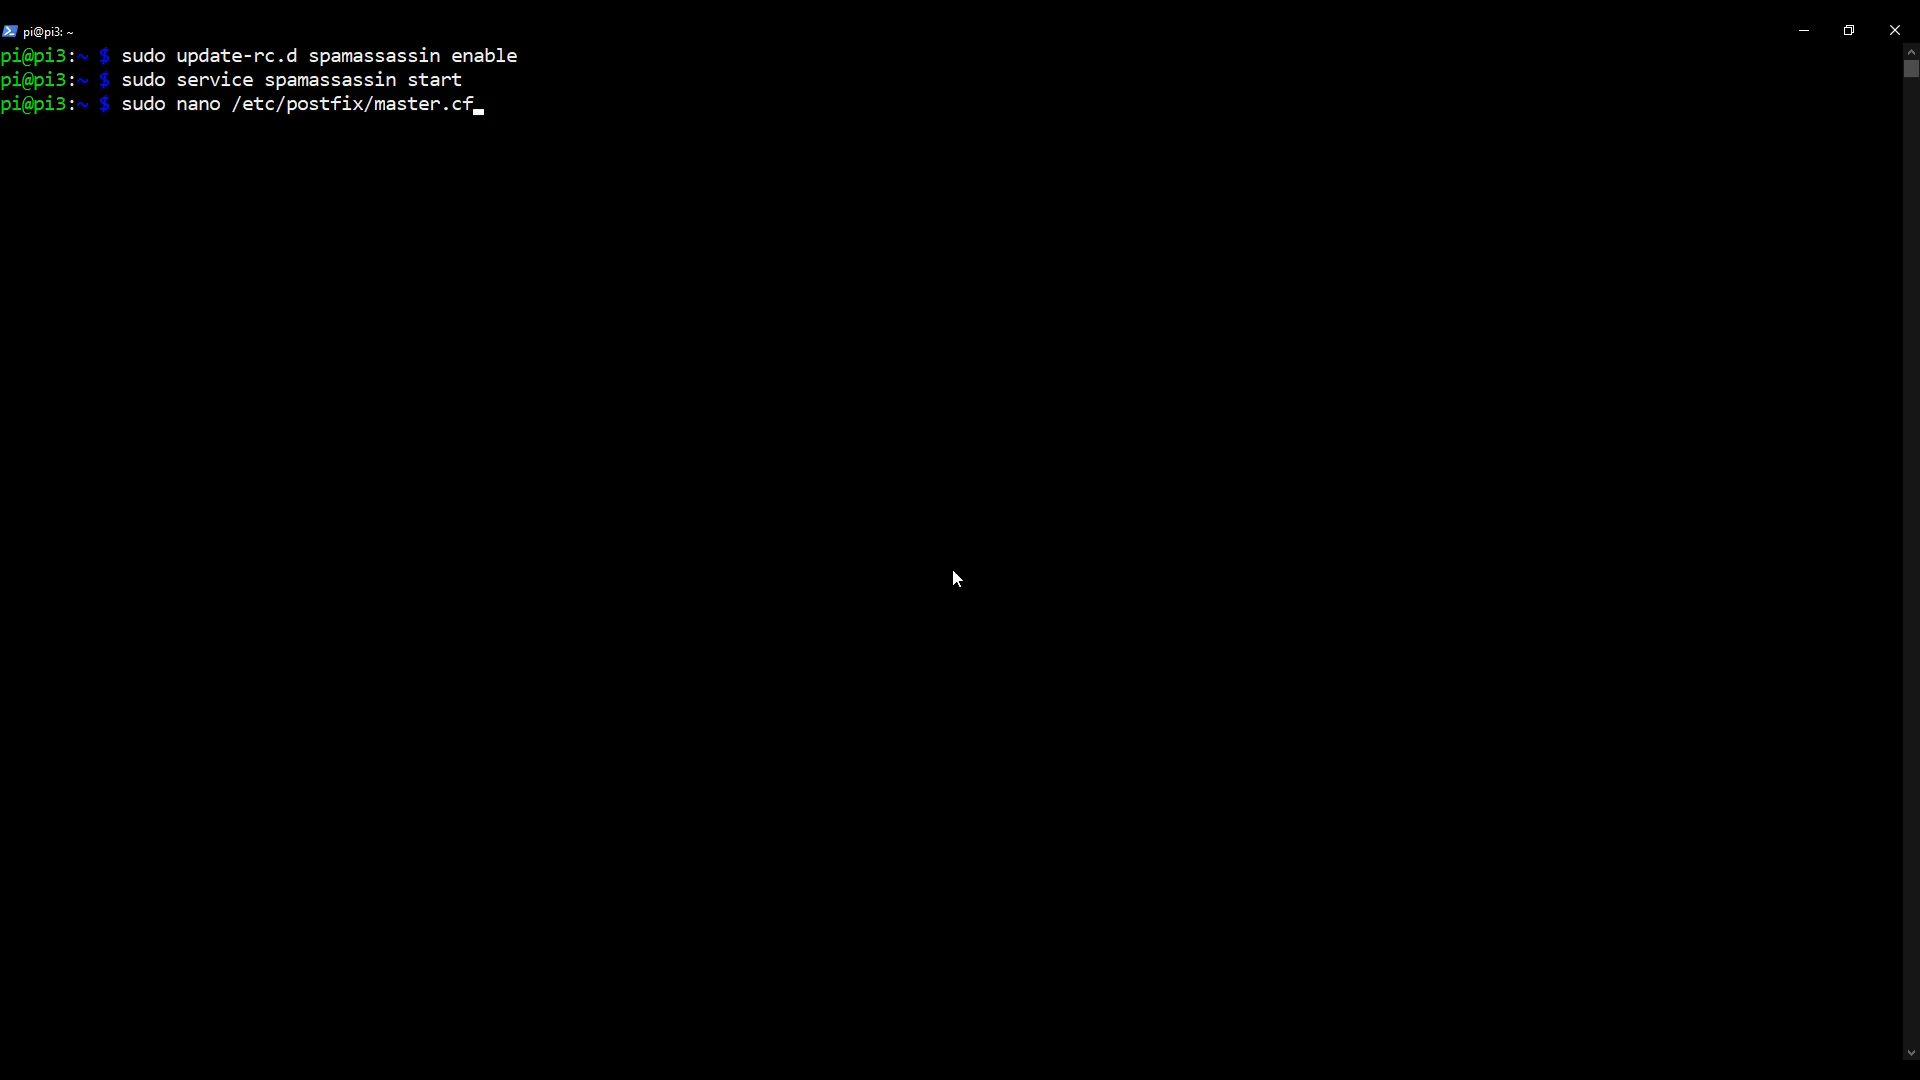 pi@pi3: ~
pi@pi3:~ $ sudo update-rc.d spamassassin enable
pi@pi3:~ $ sudo service spamassassin start
pi@pi3:~ $ sudo nano /etc/postfix/master.cf